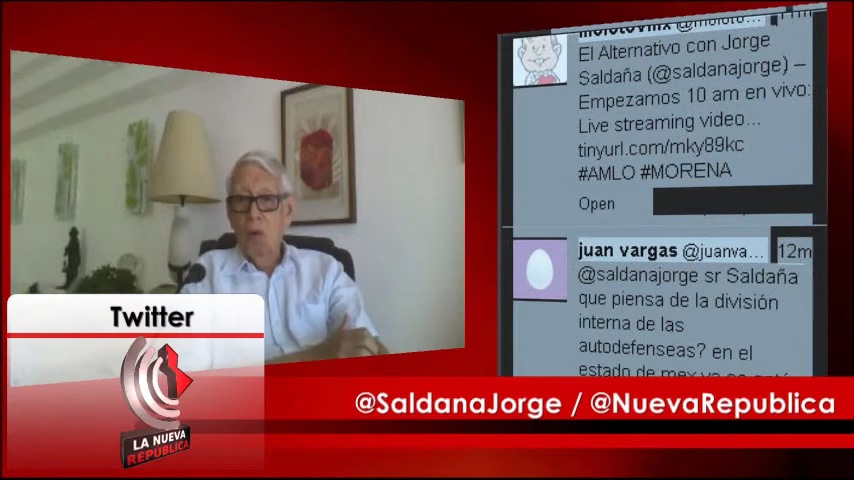 @moloto...
El Alternativo con Jorge
Saldaña (@saldanajorge) –
Empezamos 10 am en vivo:
Live streaming video...
tinyurl.com/mky89kc
#AMLO #MORENA
Open
juan vargas @juanva... 12m
@saldanajorge sr Saldaña
que piensa de la división
interna de las
autodefenseas? en el
Twitter
@SaldanaJorge / @NuevaRepublica
LA NUEVA
REPUBLICA